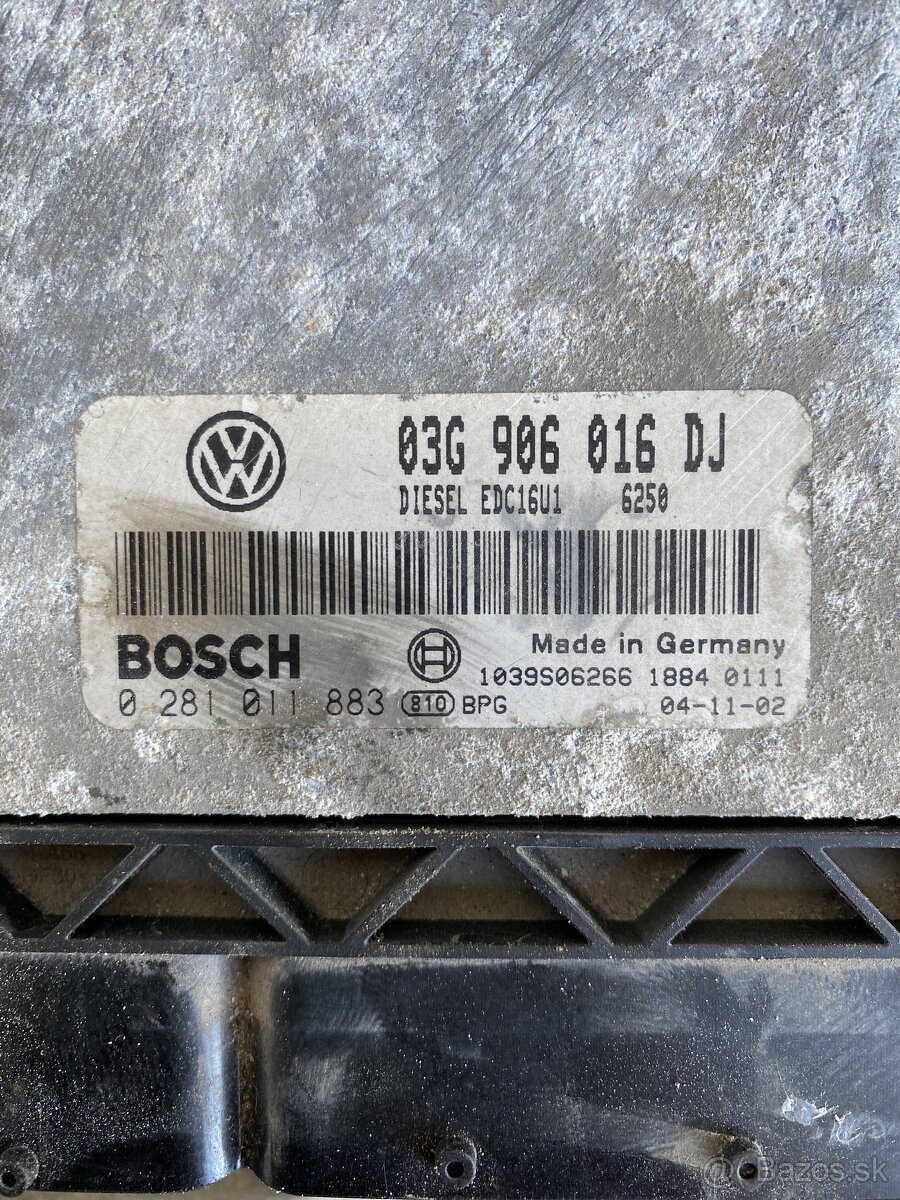 03G 906 016 DJ
DIESEL EDC16U1 6250
BOSCH
Made in Germany
1039S06266 1884 0111
0 281 011 883 810 BPG
04-11-02
@ Bazos.sk